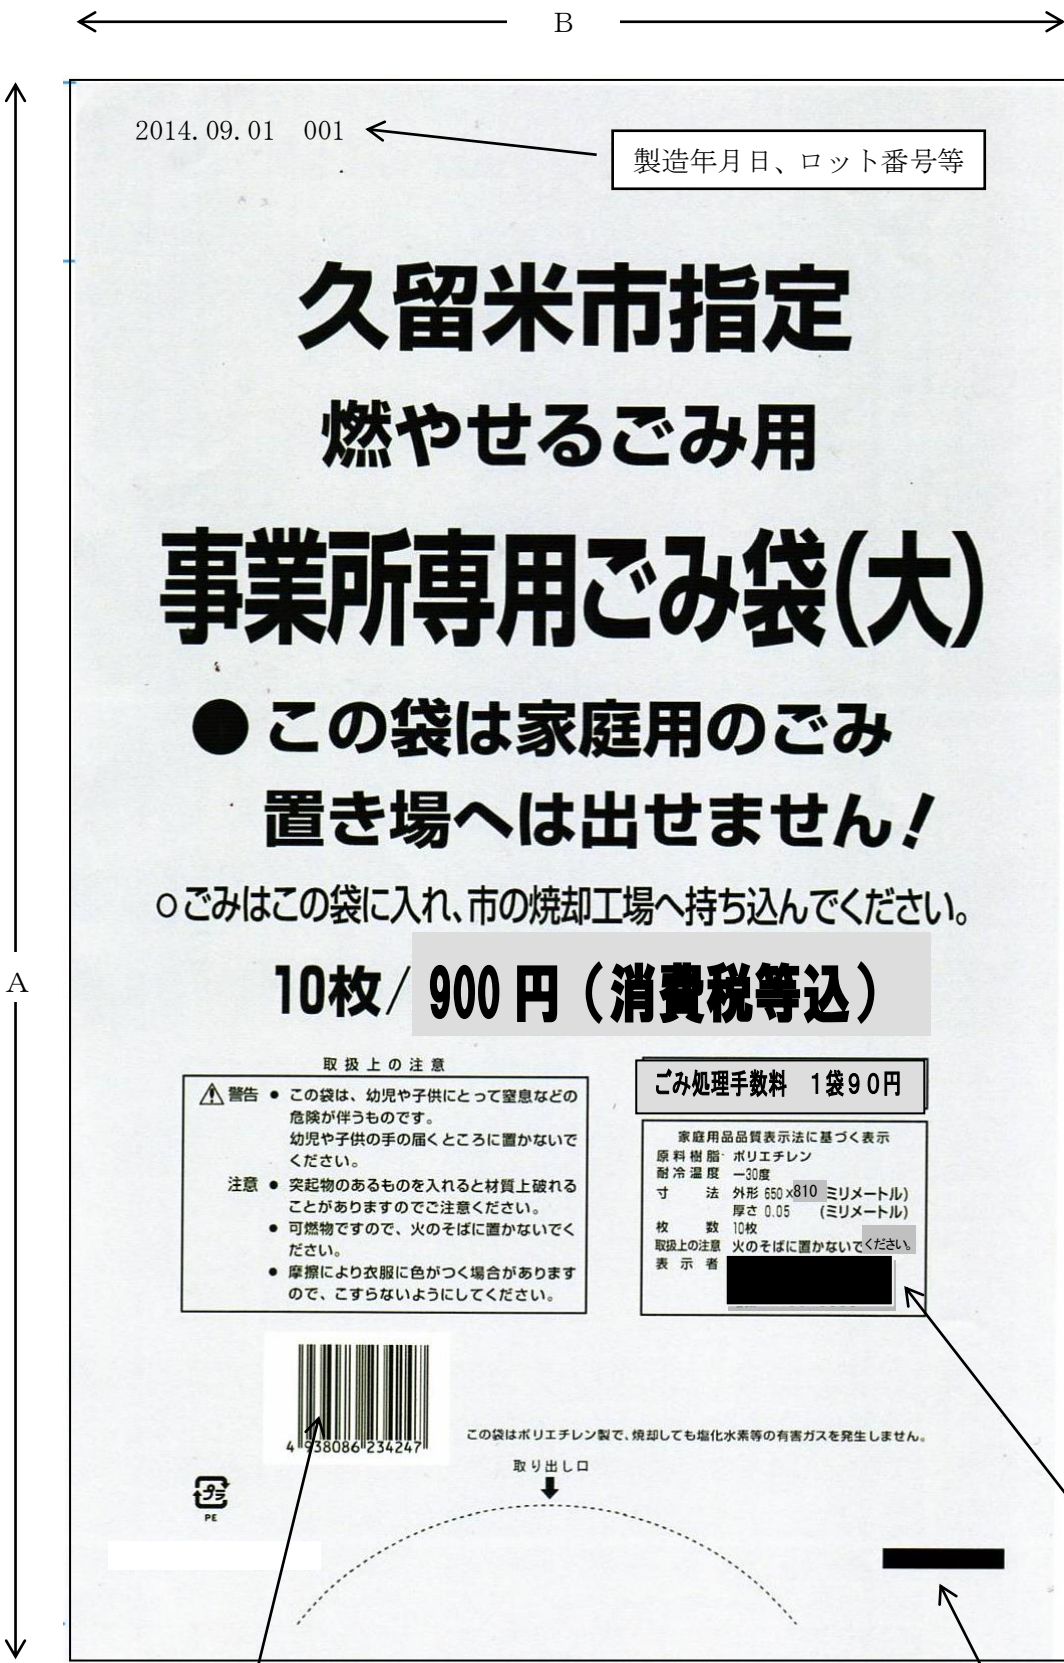 B
2014.09.01 001
製造年月日、ロット番号等
久留米市指定
燃やせるごみ用
事業所専用ごみ袋(大)
●この袋は家庭用のごみ
置き場へは出せません!
○ごみはこの袋に入れ、市の焼却工場へ持ち込んでください。
A
10枚/900円(消費税等込)
取扱上の注意
警告 ● この袋は、幼児や子供にとって窒息などの
危険が伴うものです。
幼児や子供の手の届くところに置かないで
ください。
注意 ● 突起物のあるものを入れると材質上破れる
ことがありますのでご注意ください。
● 可燃物ですので、火のそばに置かないでく
ださい。
● 摩擦により衣服に色がつく場合があります
ので、こすらないようにしてください。
ごみ処理手数料 1袋90円
家庭用品品質表示法に基づく表示
原料樹脂 ポリエチレン
耐冷温度 −30度
寸法 外形 650×810 ミリメートル)
厚さ 0.05 (ミリメートル)
枚数 10枚
取扱上の注意 火のそばに置かないでください。
表示者
4 938086 234247
この袋はポリエチレン製で、焼却しても塩化水素等の有害ガスを発生しません。
取り出し口
プラ
PE